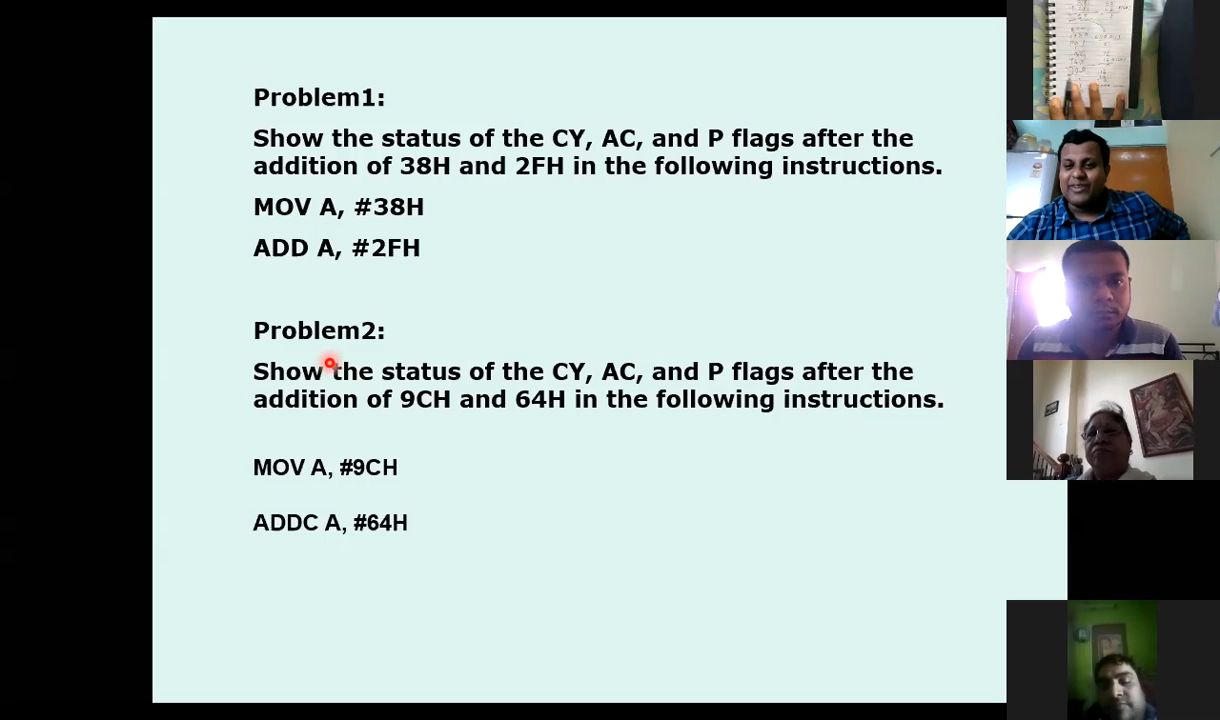 Problem1:
Show the status of the CY, AC, and P flags after the
addition of 38H and 2FH in the following instructions.
MOV A, #38H
ADD A, #2FH
Problem2:
Show the status of the CY, AC, and P flags after the
addition of 9CH and 64H in the following instructions.
MOV A, #9CH
ADDC A, #64H